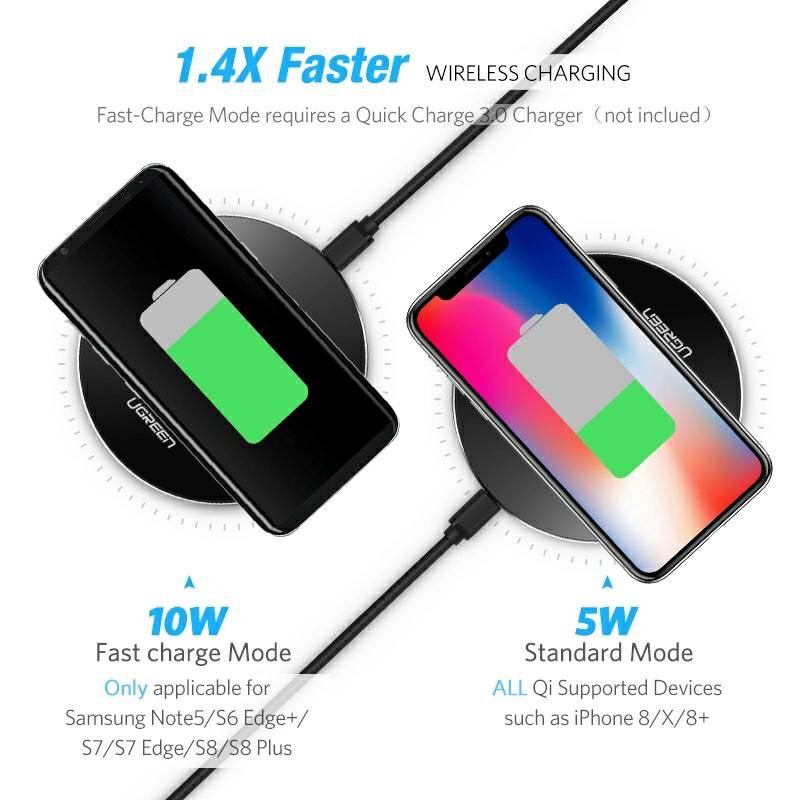 1.4X Faster WIRELESS CHARGING
Fast-Charge Mode requires a Quick Charge 3.0 Charger（not inclued）
UGREEN
UGREEN
10W
Fast charge Mode
Only applicable for
Samsung Note5/S6 Edge+/
S7/S7 Edge/S8/S8 Plus
5W
Standard Mode
ALL Qi Supported Devices
such as iPhone 8/X/8+